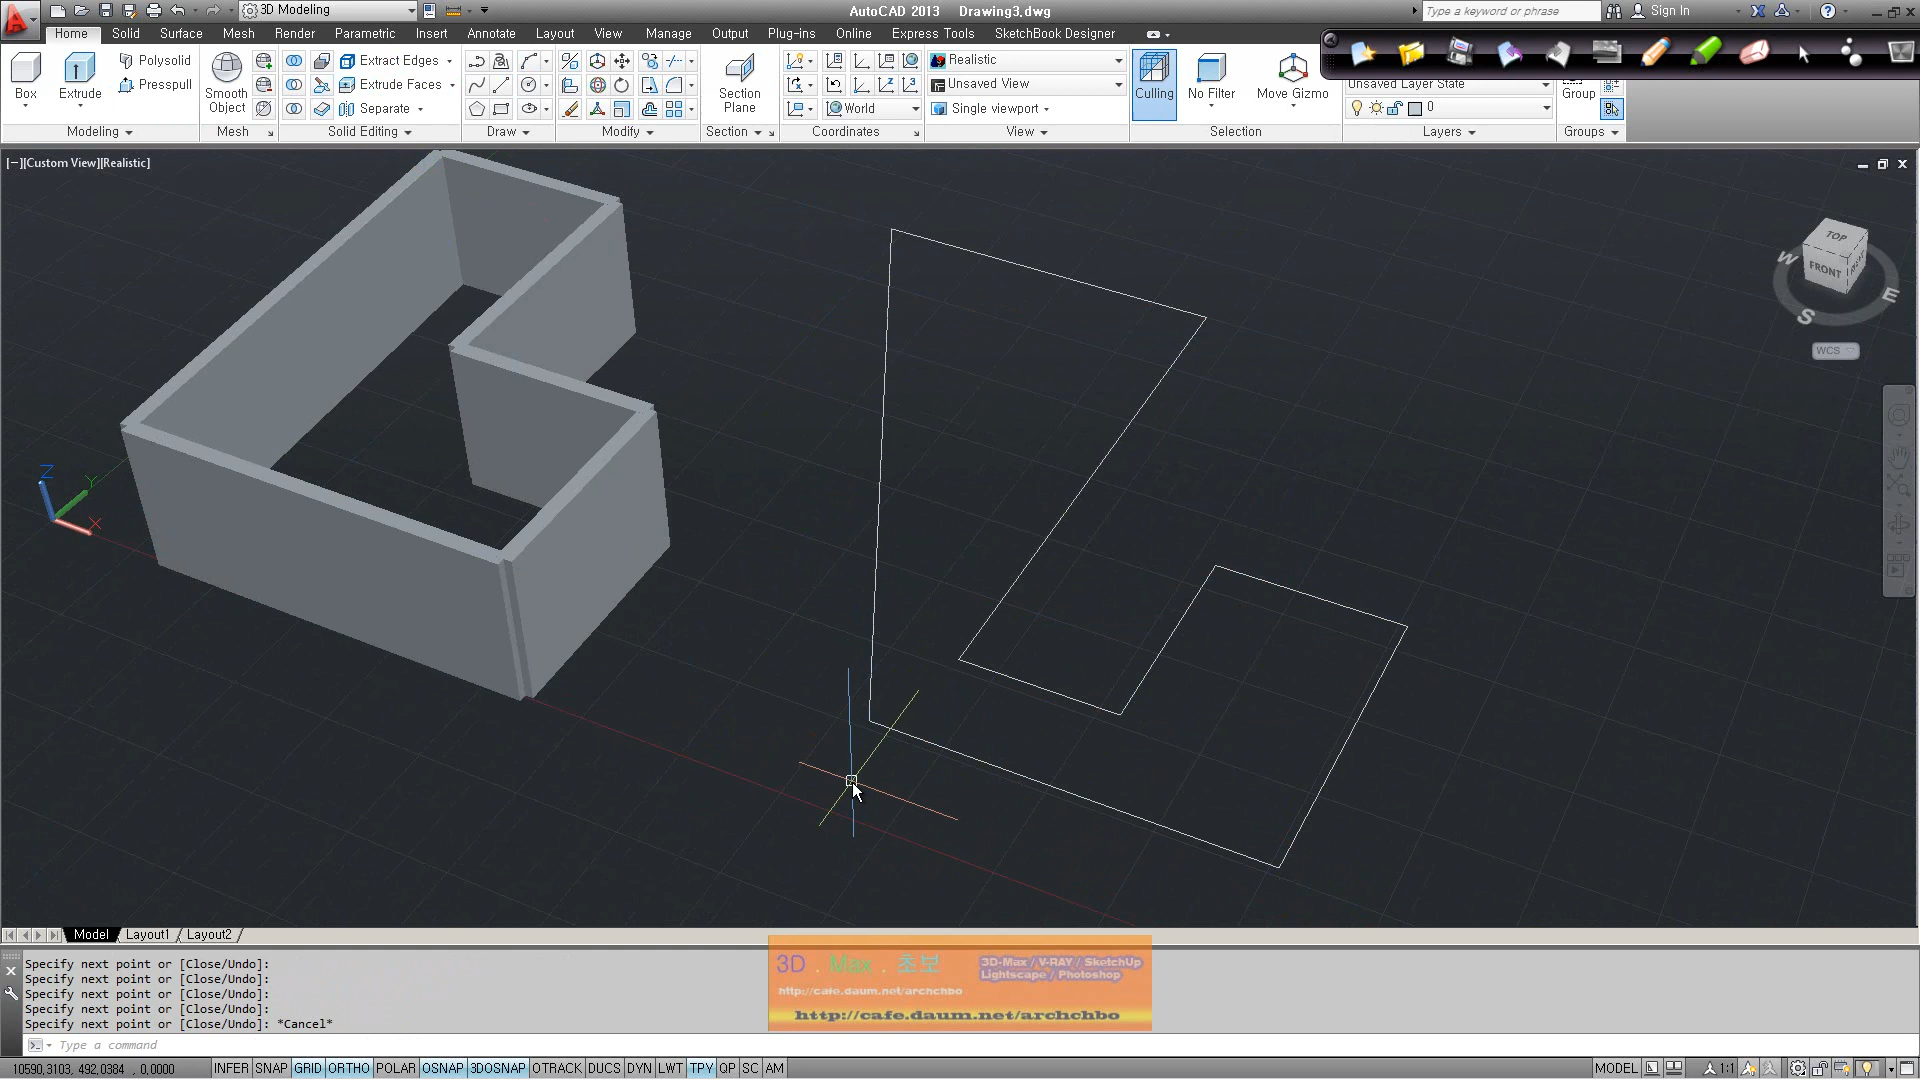 3D Modeling
AutoCAD 2013 Drawing3.dwg
Type a keyword or phrase
Sign In
Home Solid Surface Mesh Render Parametric Insert Annotate Layout View Manage Output Plug-ins Online Express Tools SketchBook Designer
Box
Extrude
Polysolid
Presspull
Modeling
Smooth
Object
Mesh
Extract Edges
Extrude Faces
Separate
Solid Editing
Draw
Modify
Section
Plane
Section
World
Coordinates
Realistic
Unsaved View
Single viewport
View
Culling
No Filter
Move Gizmo
Selection
Unsaved Layer State
0
Layers
Group
Groups
[−][Custom View][Realistic]
TOP
FRONT
W
S
E
WCS
Z
Y
X
Model Layout1 Layout2
Specify next point or [Close/Undo]:
Specify next point or [Close/Undo]:
Specify next point or [Close/Undo]:
Specify next point or [Close/Undo]:
Specify next point or [Close/Undo]: *Cancel*
Type a command
3D . Max . 초보
3D-Max / V-RAY / SketchUp
Lightscape / Photoshop
http://cafe.daum.net/archchbo
http://cafe.daum.net/archchbo
10590,3103, 492,0384 , 0,0000
INFER SNAP GRID ORTHO POLAR OSNAP 3DOSNAP OTRACK DUCS DYN LWT TPY QP SC AM
MODEL
1:1